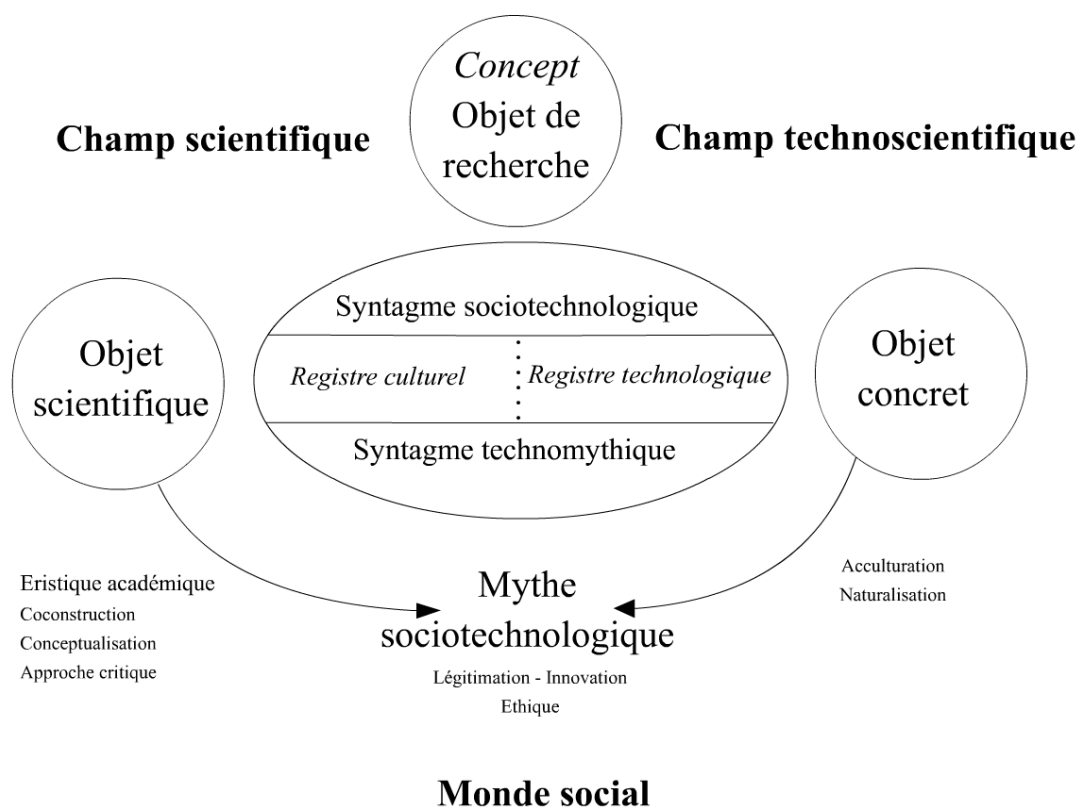 Concept
Objet de
recherche
Champ scientifique
Champ technoscientifique
Objet
scientifique
Syntagme sociotechnologique
Registre culturel
Registre technologique
Syntagme technomythique
Objet
concret
Eristique académique
Coconstruction
Conceptualisation
Approche critique
Mythe
sociotechnologique
Légitimation - Innovation
Ethique
Acculturation
Naturalisation
Monde social